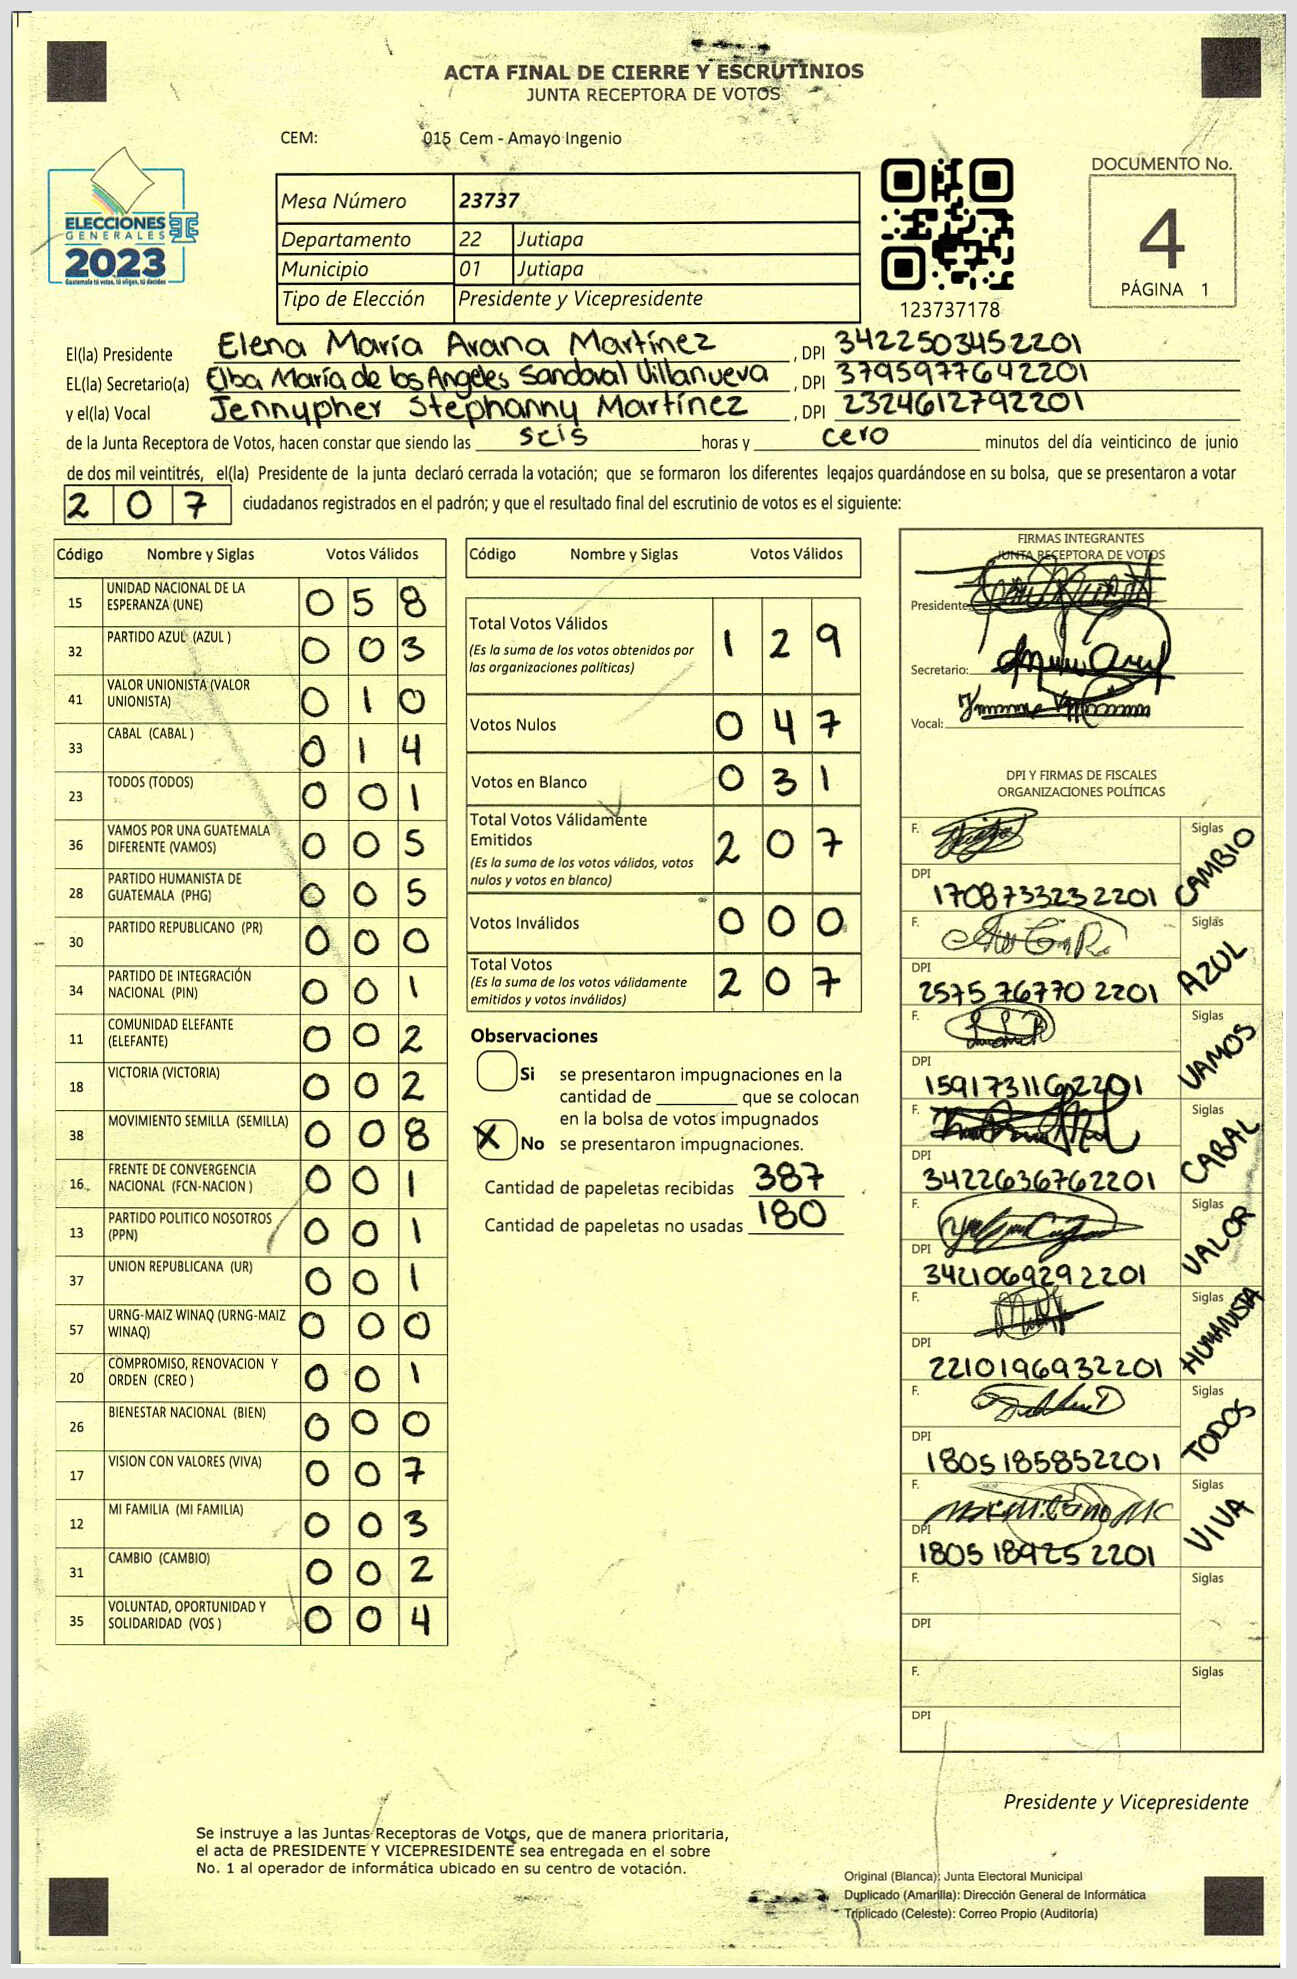 ACTA FINAL DE CIERRE Y ESCRUTINIOS
JUNTA RECEPTORA DE VOTOS
CEM: 015 Cem - Amayo Ingenio
ELECCIONES
GENERALES
2023
Guatemala tú votas, tú eliges, tú decides
Mesa Número 23737
Departamento 22 Jutiapa
Municipio 01 Jutiapa
Tipo de Elección Presidente y Vicepresidente
123737178
DOCUMENTO No.
4
PÁGINA 1
El(la) Presidente Elena María Arana Martínez, DPI 3422503452201
EL(la) Secretario(a) Elba María de los Angeles Sandoval Villanueva, DPI 3795977642201
y el(la) Vocal Jennypher Stephanny Martínez, DPI 2324612792201
de la Junta Receptora de Votos, hacen constar que siendo las seis horas y cero minutos del día veinticinco de junio
de dos mil veintitrés, el(la) Presidente de la junta declaró cerrada la votación; que se formaron los diferentes legajos guardándose en su bolsa, que se presentaron a votar
2 0 7 ciudadanos registrados en el padrón; y que el resultado final del escrutinio de votos es el siguiente:
Código Nombre y Siglas Votos Válidos
15 UNIDAD NACIONAL DE LA ESPERANZA (UNE) 0 5 8
32 PARTIDO AZUL (AZUL ) 0 0 3
41 VALOR UNIONISTA (VALOR UNIONISTA) 0 1 0
33 CABAL (CABAL ) 0 1 4
23 TODOS (TODOS) 0 0 1
36 VAMOS POR UNA GUATEMALA DIFERENTE (VAMOS) 0 0 5
28 PARTIDO HUMANISTA DE GUATEMALA (PHG) 0 0 5
30 PARTIDO REPUBLICANO (PR) 0 0 0
34 PARTIDO DE INTEGRACIÓN NACIONAL (PIN) 0 0 1
11 COMUNIDAD ELEFANTE (ELEFANTE) 0 0 2
18 VICTORIA (VICTORIA) 0 0 2
38 MOVIMIENTO SEMILLA (SEMILLA) 0 0 8
16 FRENTE DE CONVERGENCIA NACIONAL (FCN-NACION ) 0 0 1
13 PARTIDO POLITICO NOSOTROS (PPN) 0 0 1
37 UNION REPUBLICANA (UR) 0 0 1
57 URNG-MAIZ WINAQ (URNG-MAIZ WINAQ) 0 0 0
20 COMPROMISO, RENOVACION Y ORDEN (CREO ) 0 0 1
26 BIENESTAR NACIONAL (BIEN) 0 0 0
17 VISION CON VALORES (VIVA) 0 0 7
12 MI FAMILIA (MI FAMILIA) 0 0 3
31 CAMBIO (CAMBIO) 0 0 2
35 VOLUNTAD, OPORTUNIDAD Y SOLIDARIDAD (VOS ) 0 0 4
Código Nombre y Siglas Votos Válidos
Total Votos Válidos 1 2 9
(Es la suma de los votos obtenidos por
las organizaciones políticas)
Votos Nulos 0 4 7
Votos en Blanco 0 3 1
Total Votos Válidamente
Emitidos 2 0 7
(Es la suma de los votos válidos, votos
nulos y votos en blanco)
Votos Inválidos 0 0 0
Total Votos 2 0 7
(Es la suma de los votos válidamente
emitidos y votos inválidos)
Observaciones
Si se presentaron impugnaciones en la
cantidad de ________ que se colocan
en la bolsa de votos impugnados
X No se presentaron impugnaciones.
Cantidad de papeletas recibidas 387
Cantidad de papeletas no usadas 180
FIRMAS INTEGRANTES
JUNTA RECEPTORA DE VOTOS
Presidente:
Secretario:
Vocal:
DPI Y FIRMAS DE FISCALES
ORGANIZACIONES POLÍTICAS
F. Siglas CAMBIO
DPI 1708733232201
F. Siglas AZUL
DPI 2575 76770 2201
F. Siglas VAMOS
DPI 1591731162201
F. Siglas CABAL
DPI 3422636762201
F. Siglas VALOR
DPI 3421069292201
F. Siglas HUMANISTA
DPI 2210196932201
F. Siglas TODOS
DPI 1805185852201
F. Siglas VIVA
DPI 1805 18925 2201
F. Siglas
DPI
F. Siglas
DPI
Presidente y Vicepresidente
Se instruye a las Juntas Receptoras de Votos, que de manera prioritaria,
el acta de PRESIDENTE Y VICEPRESIDENTE sea entregada en el sobre
No. 1 al operador de informática ubicado en su centro de votación.
Original (Blanca): Junta Electoral Municipal
Duplicado (Amarilla): Dirección General de Informática
Triplicado (Celeste): Correo Propio (Auditoría)